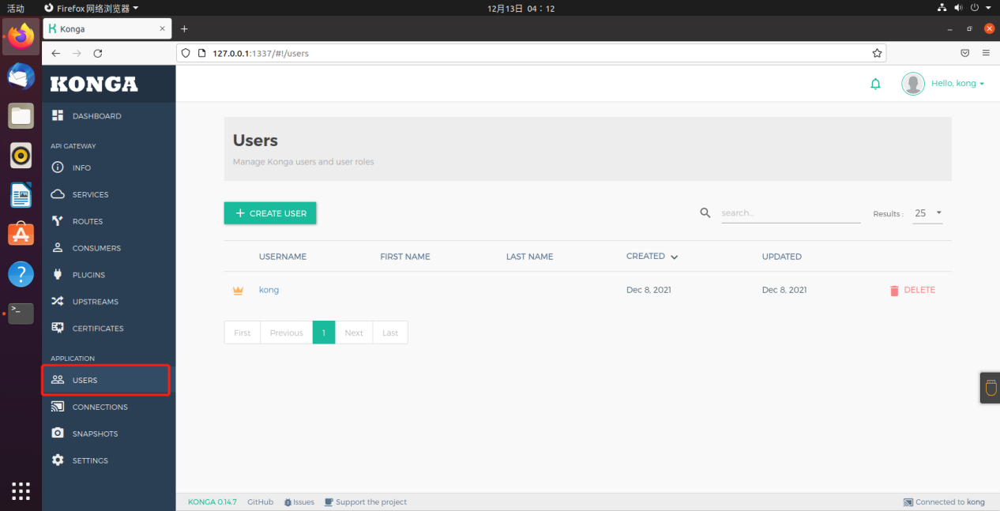 活动 Firefox 网络浏览器 12月13日 04：12
Konga
127.0.0.1:1337/#!/users
KONGA
Hello, kong
DASHBOARD
API GATEWAY
INFO
SERVICES
ROUTES
CONSUMERS
PLUGINS
UPSTREAMS
CERTIFICATES
APPLICATION
USERS
CONNECTIONS
SNAPSHOTS
SETTINGS
Users
Manage Konga users and user roles
+ CREATE USER
search...
Results : 25
USERNAME FIRST NAME LAST NAME CREATED UPDATED
kong Dec 8, 2021 Dec 8, 2021 DELETE
First Previous 1 Next Last
KONGA 0.14.7 GitHub Issues Support the project Connected to kong